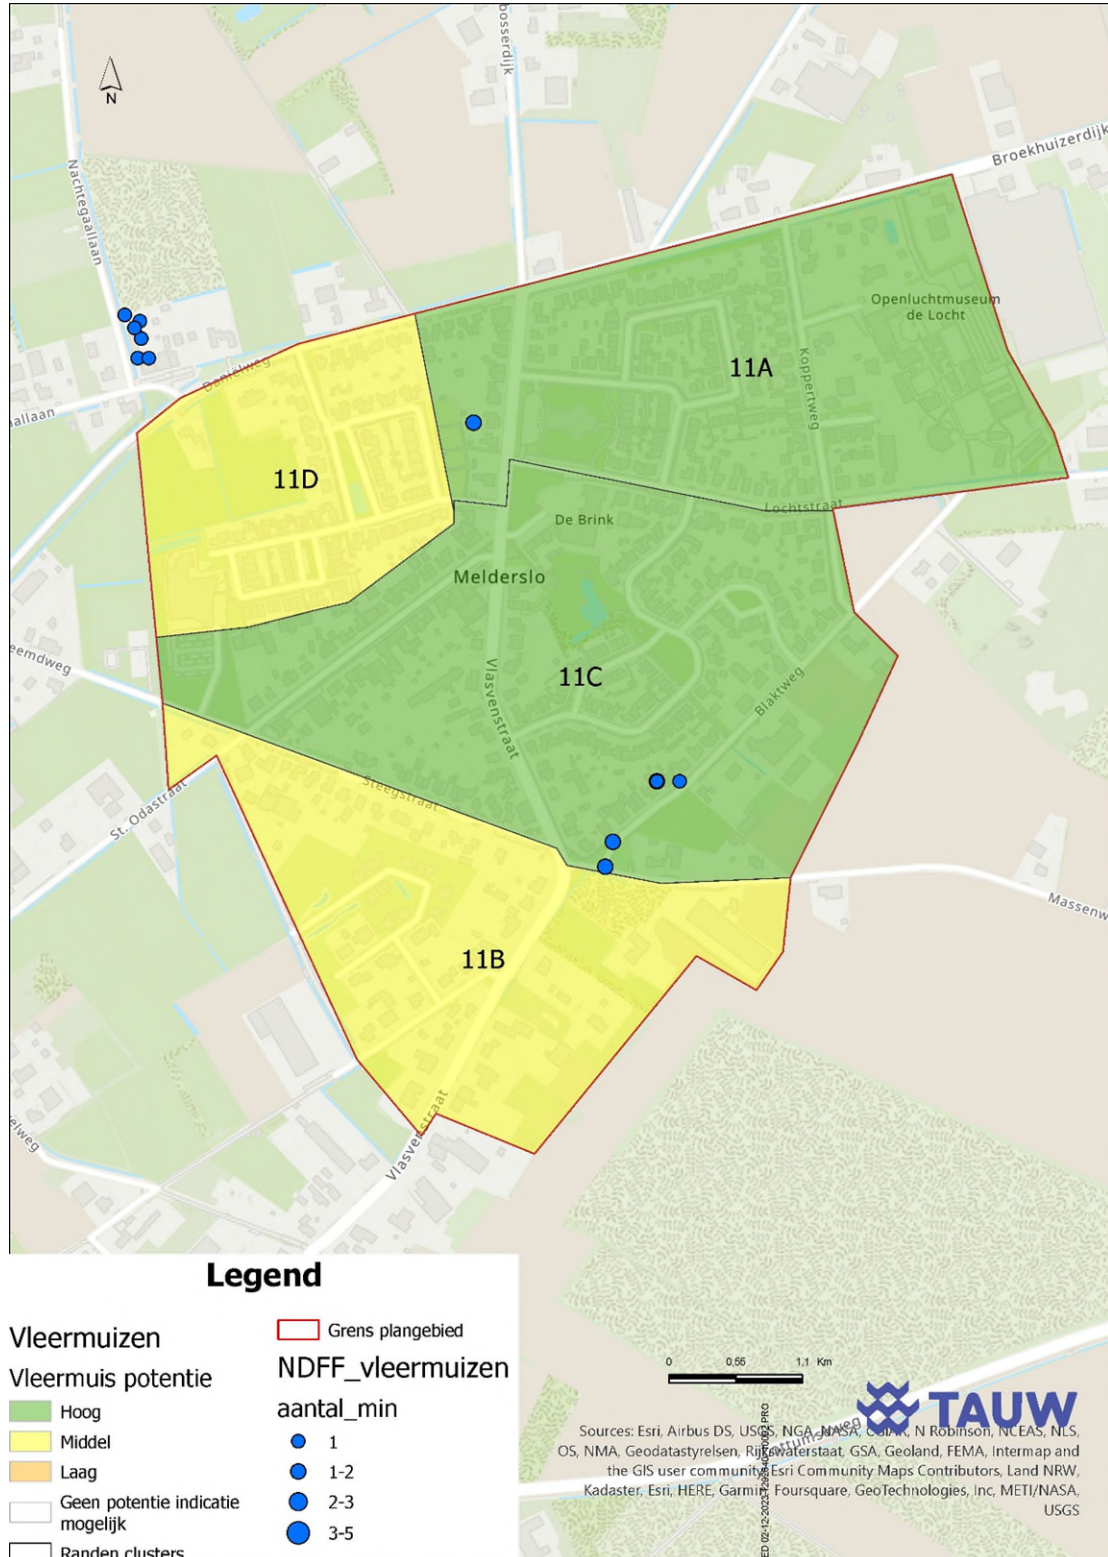 bosserdijk
N
Nachtegaallaan
Broekhuizerdijk
Openluchtmuseum
de Locht
Daniëlweg
11A
Koppertweg
allaan
11D
Lochtstraat
De Brink
Melderslo
eemdweg
Vlasvenstraat
11C
Blaktweg
Steegstraat
St. Odastraat
Massenw
11B
Vlasvenstraat
elweg
Legend
Vleermuizen
Vleermuis potentie
Hoog
Middel
Laag
Geen potentie indicatie
mogelijk
Randen clusters
Grens plangebied
NDFF_vleermuizen
aantal_min
1
1-2
2-3
3-5
0 0,55 1,1 Km
TAUW
Sources: Esri, Airbus DS, USGS, NGA, NASA, CGIAR, N Robinson, NCEAS, NLS,
OS, NMA, Geodatastyrelsen, Rijkswaterstaat, GSA, Geoland, FEMA, Intermap and
the GIS user community, Esri Community Maps Contributors, Land NRW,
Kadaster, Esri, HERE, Garmin, Foursquare, GeoTechnologies, Inc, METI/NASA,
USGS